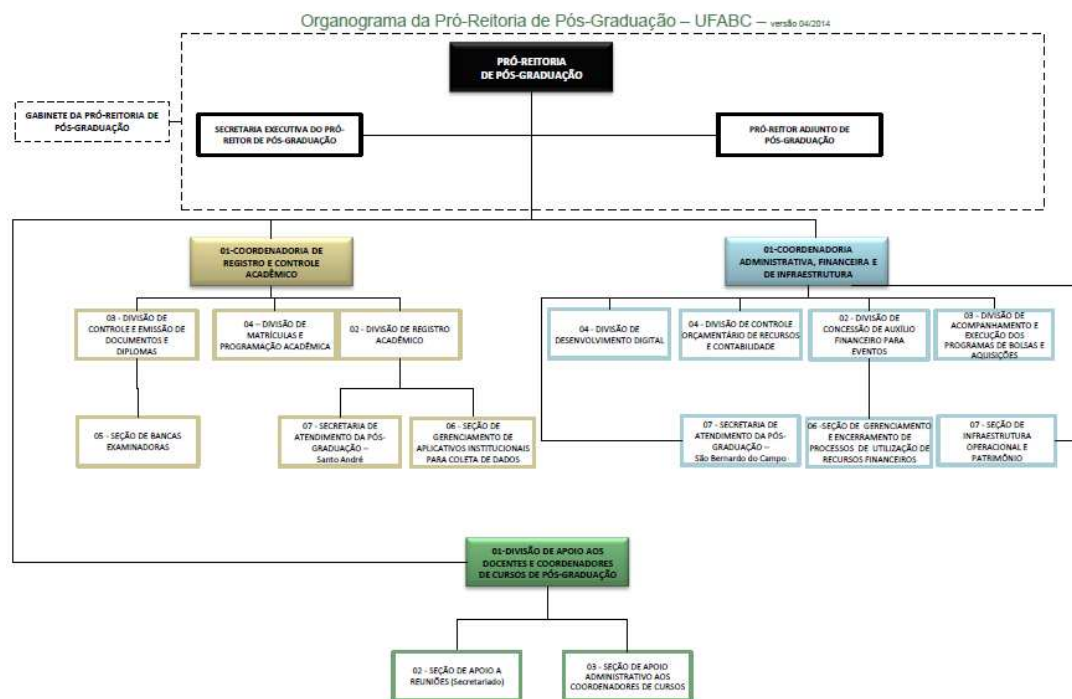 Organograma da Pró-Reitoria de Pós-Graduação – UFABC – versão 04/2014
PRÓ-REITORIA
DE PÓS-GRADUAÇÃO
GABINETE DA PRÓ-REITORIA DE
PÓS-GRADUAÇÃO
SECRETARIA EXECUTIVA DO PRÓ-
REITOR DE PÓS-GRADUAÇÃO
PRÓ-REITOR ADJUNTO DE
PÓS-GRADUAÇÃO
01-COORDENADORIA DE
REGISTRO E CONTROLE
ACADÊMICO
01-COORDENADORIA
ADMINISTRATIVA, FINANCEIRA E
DE INFRAESTRUTURA
03 - DIVISÃO DE
CONTROLE E EMISSÃO DE
DOCUMENTOS E
DIPLOMAS
04 – DIVISÃO DE
MATRÍCULAS E
PROGRAMAÇÃO ACADÊMICA
02 - DIVISÃO DE REGISTRO
ACADÊMICO
04 - DIVISÃO DE
DESENVOLVIMENTO DIGITAL
04 - DIVISÃO DE CONTROLE
ORÇAMENTÁRIO DE RECURSOS
E CONTABILIDADE
02 - DIVISÃO DE
CONCESSÃO DE AUXÍLIO
FINANCEIRO PARA
EVENTOS
03 - DIVISÃO DE
ACOMPANHAMENTO E
EXECUÇÃO DOS
PROGRAMAS DE BOLSAS E
AQUISIÇÕES
05 - SEÇÃO DE BANCAS
EXAMINADORAS
07 - SECRETARIA DE
ATENDIMENTO DA PÓS-
GRADUAÇÃO –
Santo André
06 - SEÇÃO DE
GERENCIAMENTO DE
APLICATIVOS INSTITUCIONAIS
PARA COLETA DE DADOS
07 - SECRETARIA DE
ATENDIMENTO DA PÓS-
GRADUAÇÃO –
São Bernardo do Campo
06 -SEÇÃO DE GERENCIAMENTO
E ENCERRAMENTO DE
PROCESSOS DE UTILIZAÇÃO DE
RECURSOS FINANCEIROS
07 - SEÇÃO DE
INFRAESTRUTURA
OPERACIONAL E
PATRIMÔNIO
01-DIVISÃO DE APOIO AOS
DOCENTES E COORDENADORES
DE CURSOS DE PÓS-GRADUAÇÃO
02 - SEÇÃO DE APOIO A
REUNIÕES (Secretariado)
03 - SEÇÃO DE APOIO
ADMINISTRATIVO AOS
COORDENADORES DE CURSOS